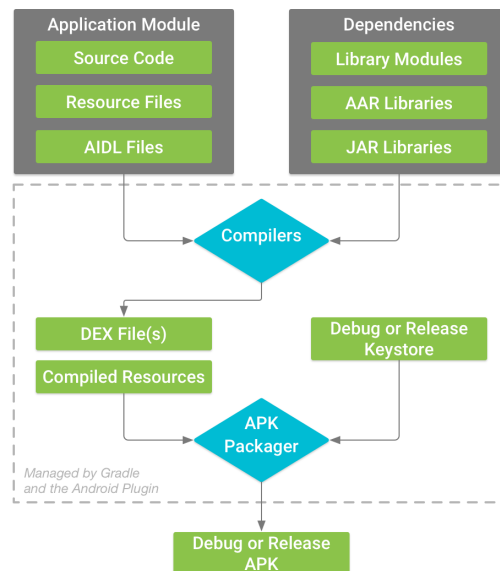 Application Module
Source Code
Resource Files
AIDL Files
Dependencies
Library Modules
AAR Libraries
JAR Libraries
Compilers
DEX File(s)
Compiled Resources
Debug or Release
Keystore
APK
Packager
Managed by Gradle
and the Android Plugin
Debug or Release
APK